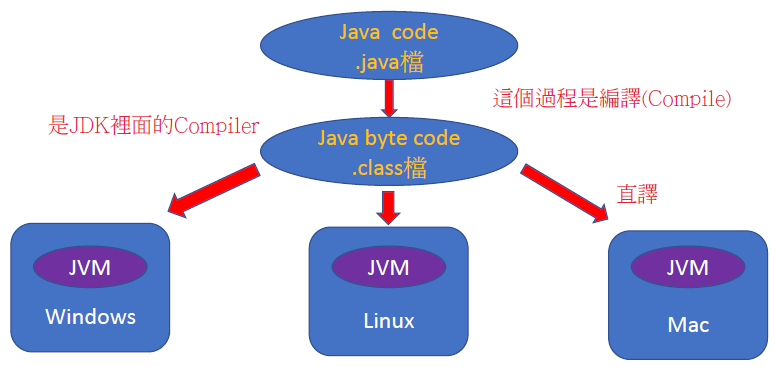 Java  code
.java檔
這個過程是編譯(Compile)
是JDK裡面的Compiler
Java byte code
.class檔
直譯
JVM
Windows
JVM
Linux
JVM
Mac